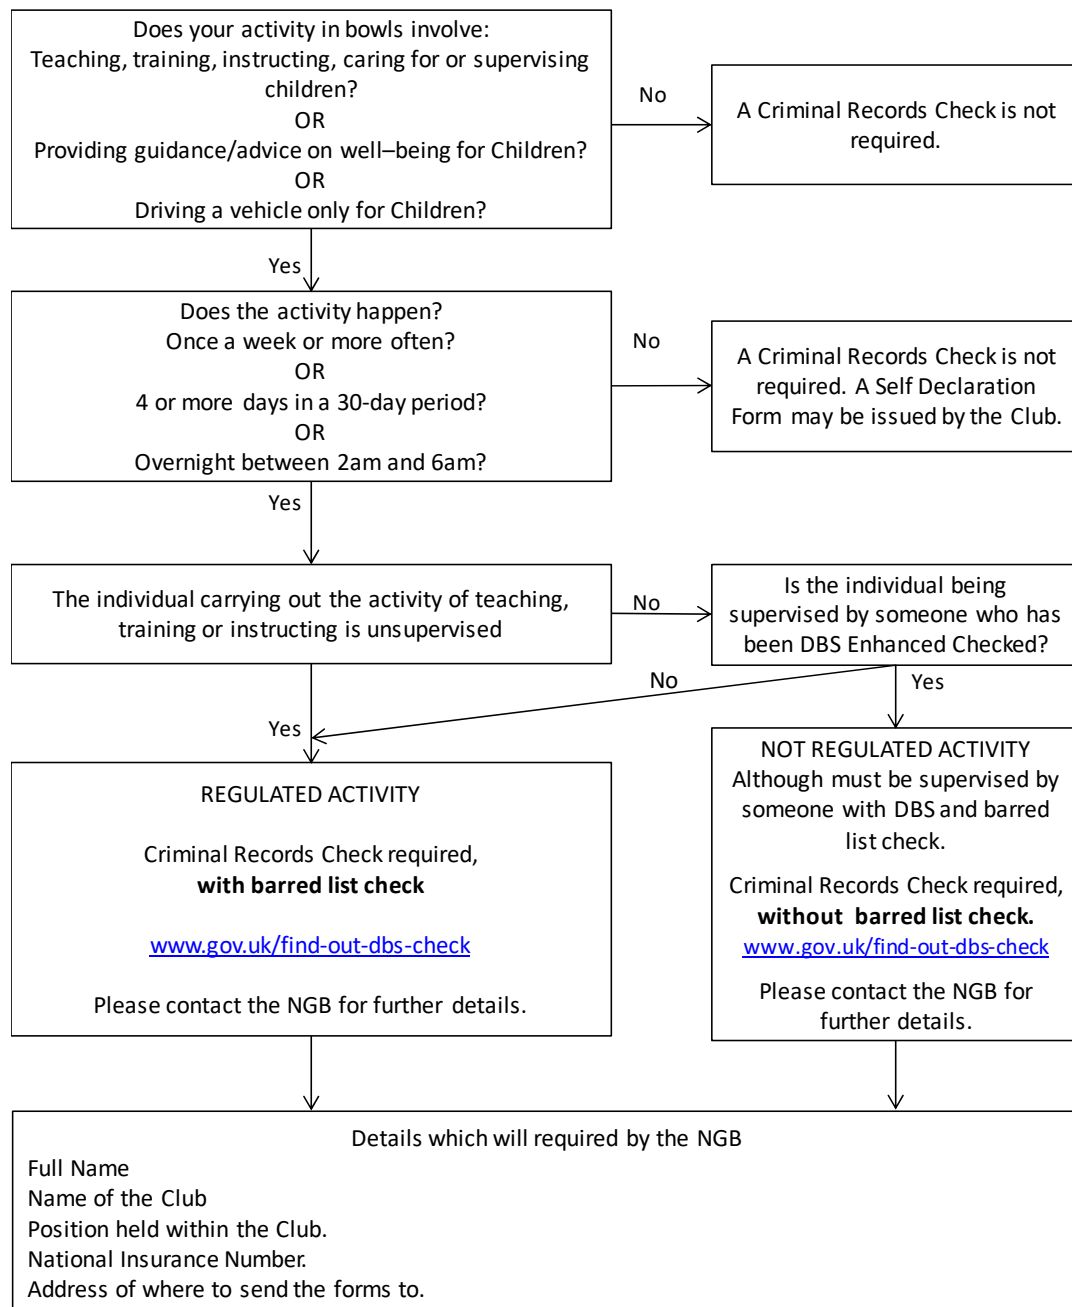 Does your activity in bowls involve:
Teaching, training, instructing, caring for or supervising
children?
OR
Providing guidance/advice on well–being for Children?
OR
Driving a vehicle only for Children?
No
A Criminal Records Check is not
required.
Yes
Does the activity happen?
Once a week or more often?
OR
4 or more days in a 30-day period?
OR
Overnight between 2am and 6am?
No
A Criminal Records Check is not
required. A Self Declaration
Form may be issued by the Club.
Yes
The individual carrying out the activity of teaching,
training or instructing is unsupervised
No
Is the individual being
supervised by someone who has
been DBS Enhanced Checked?
No
Yes
Yes
REGULATED ACTIVITY
Criminal Records Check required,
with barred list check
www.gov.uk/find-out-dbs-check
Please contact the NGB for further details.
NOT REGULATED ACTIVITY
Although must be supervised by
someone with DBS and barred
list check.
Criminal Records Check required,
without barred list check.
www.gov.uk/find-out-dbs-check
Please contact the NGB for
further details.
Details which will required by the NGB
Full Name
Name of the Club
Position held within the Club.
National Insurance Number.
Address of where to send the forms to.